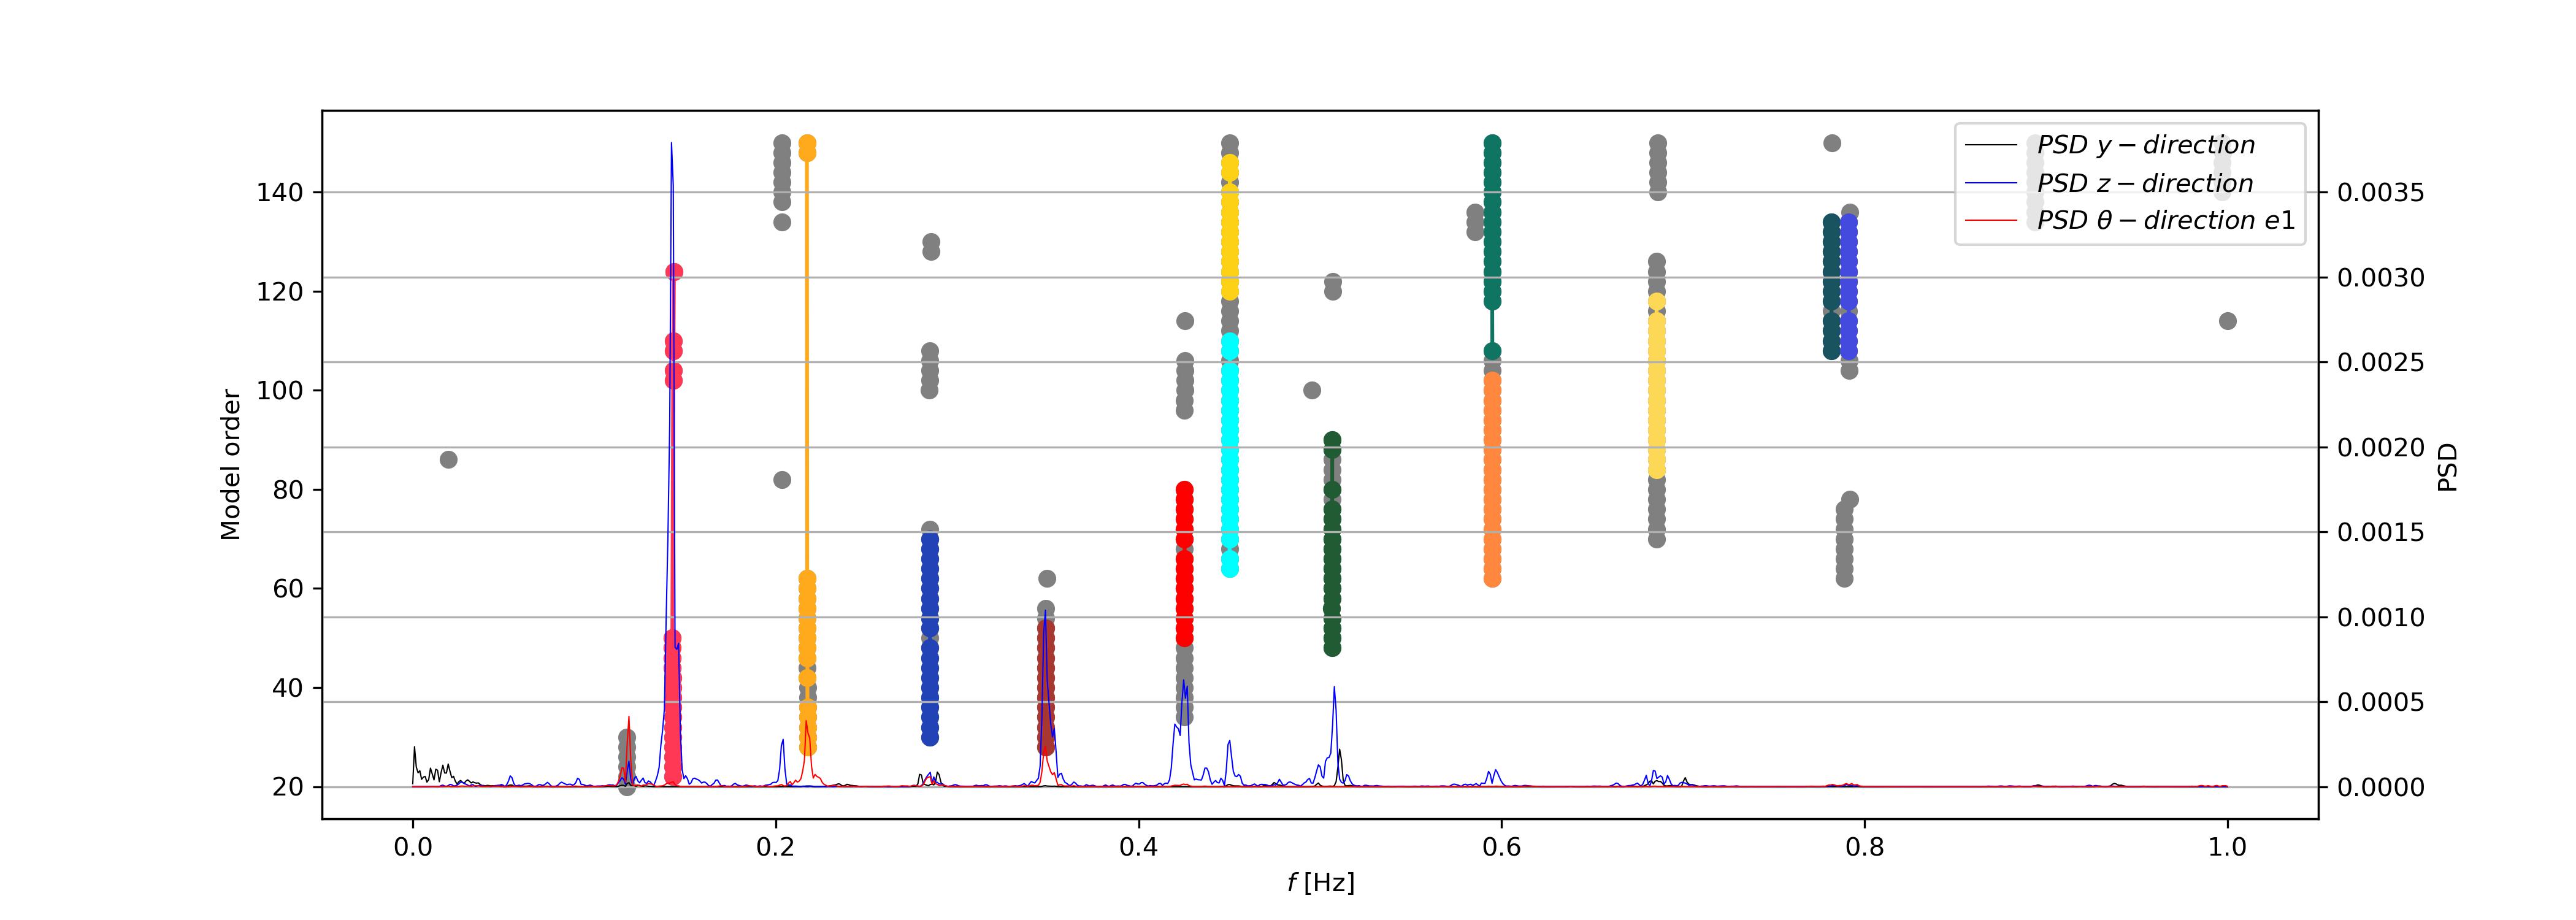 PSD y − direction
PSD z − direction
PSD θ − direction e1
140
120
100
80
60
40
20
Model order
0.0035
0.0030
0.0025
0.0020
0.0015
0.0010
0.0005
0.0000
PSD
0.0 0.2 0.4 0.6 0.8 1.0
f [Hz]